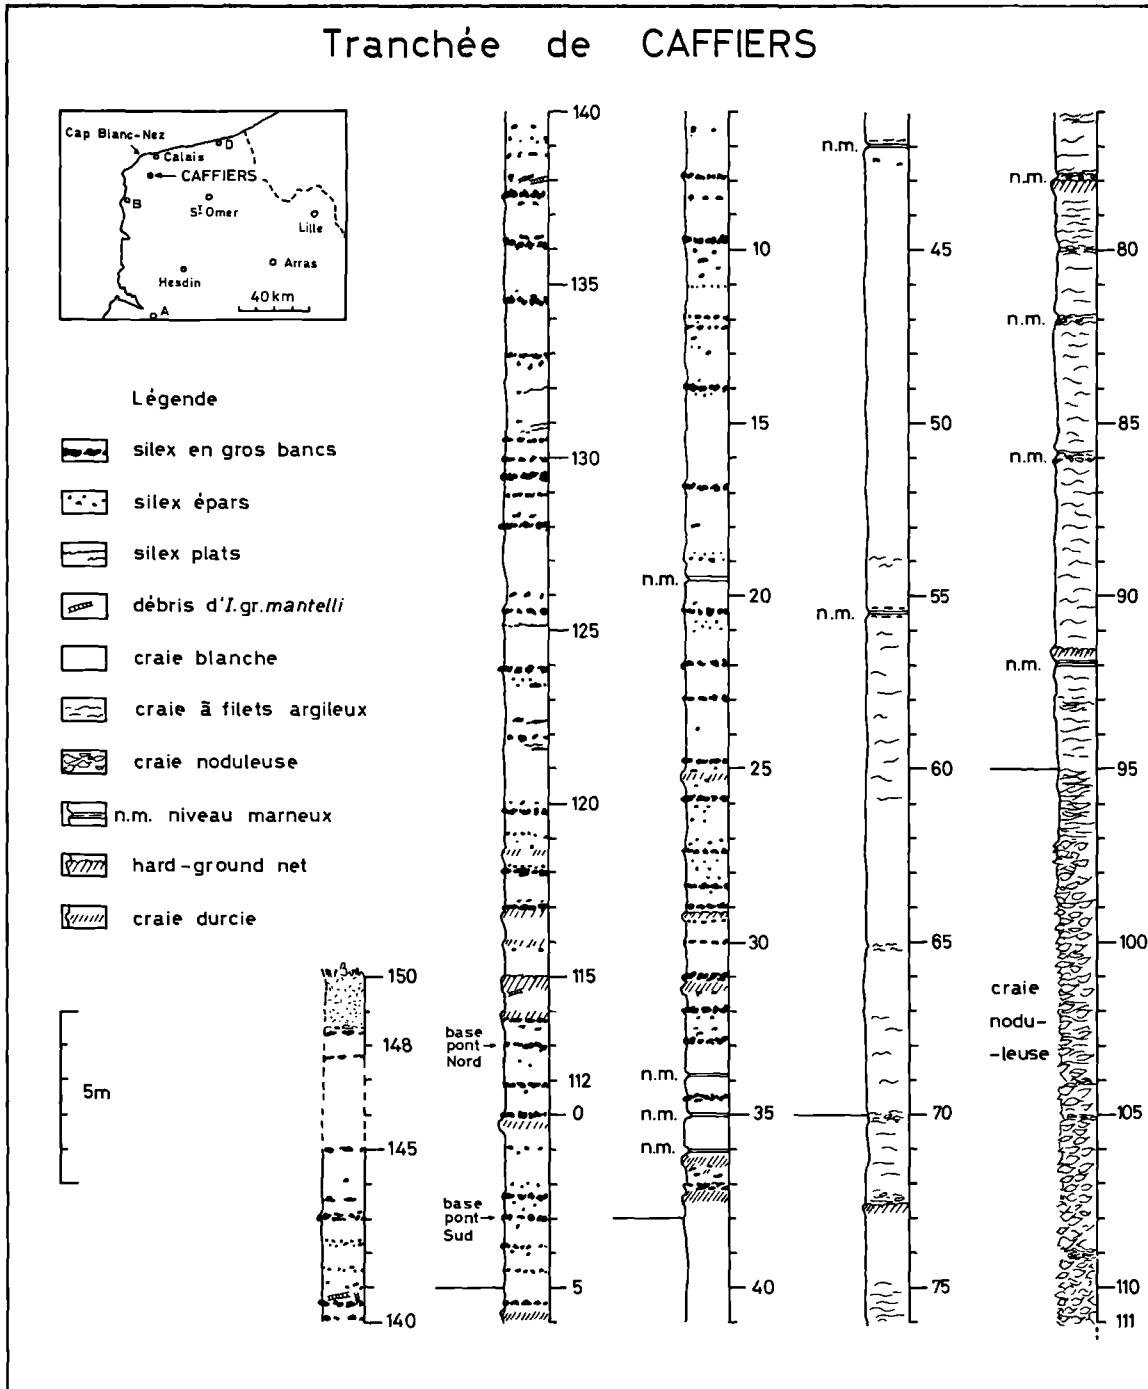 Tranchée de CAFFIERS
Cap Blanc-Nez
D
Calais
CAFFIERS
B
St Omer
Lille
Arras
Hesdin
40 km
A
Légende
silex en gros bancs
silex épars
silex plats
débris d'I.gr.mantelli
craie blanche
craie à filets argileux
craie noduleuse
n.m. niveau marneux
hard-ground net
craie durcie
5m
150
148
145
140
140
135
130
125
120
115
base
pont
Nord
112
0
base
pont
Sud
5
10
15
n.m.
20
25
30
n.m.
n.m.
35
n.m.
40
n.m.
45
50
n.m.
55
60
65
70
75
n.m.
80
n.m.
85
n.m.
90
n.m.
95
100
craie
nodu-
-leuse
105
110
111